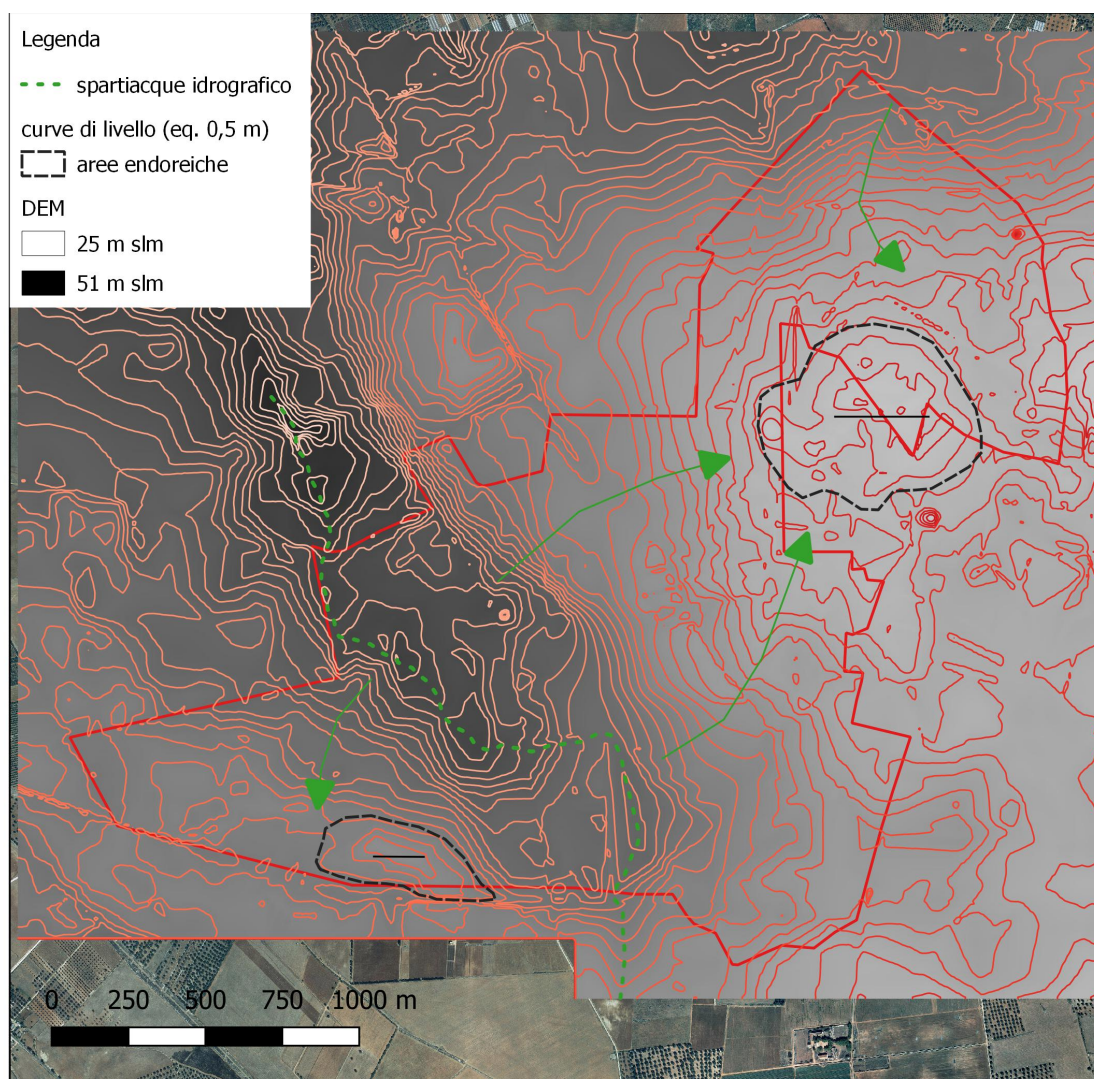 Legenda
spartiacque idrografico
curve di livello (eq. 0,5 m)
aree endoreiche
DEM
25 m slm
51 m slm
0 250 500 750 1000 m